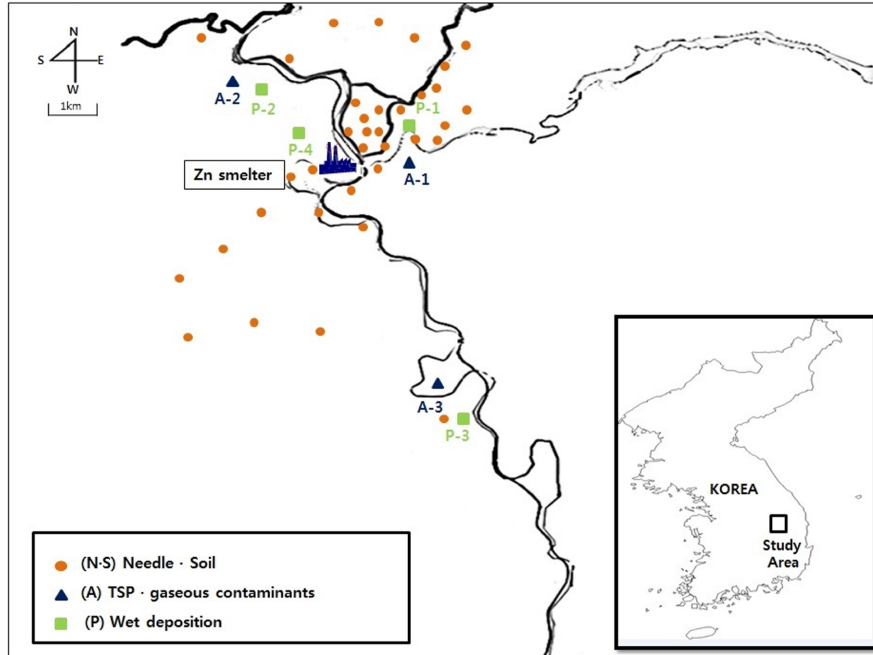 N
S E
W
1km
A-2
P-2
P-1
P-4
A-1
Zn smelter
A-3
P-3
KOREA
Study
Area
(N·S) Needle · Soil
(A) TSP · gaseous contaminants
(P) Wet deposition